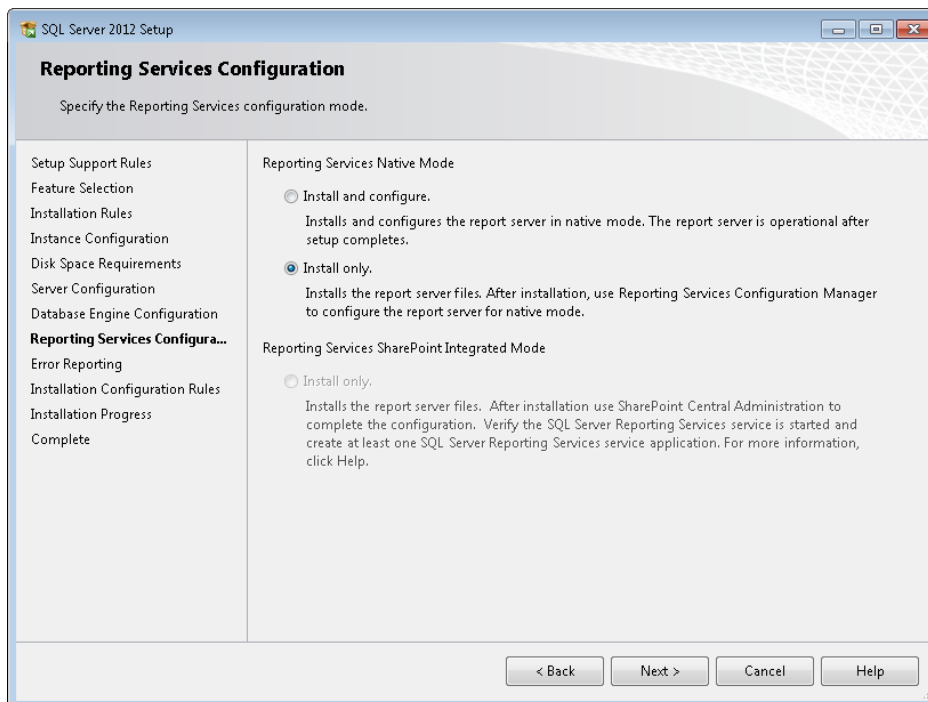 SQL Server 2012 Setup
Reporting Services Configuration
Specify the Reporting Services configuration mode.
Setup Support Rules
Feature Selection
Installation Rules
Instance Configuration
Disk Space Requirements
Server Configuration
Database Engine Configuration
Reporting Services Configura...
Error Reporting
Installation Configuration Rules
Installation Progress
Complete
Reporting Services Native Mode
Install and configure.
Installs and configures the report server in native mode. The report server is operational after
setup completes.
Install only.
Installs the report server files. After installation, use Reporting Services Configuration Manager
to configure the report server for native mode.
Reporting Services SharePoint Integrated Mode
Install only.
Installs the report server files.  After installation use SharePoint Central Administration to
complete the configuration.  Verify the SQL Server Reporting Services service is started and
create at least one SQL Server Reporting Services service application. For more information,
click Help.
< Back
Next >
Cancel
Help